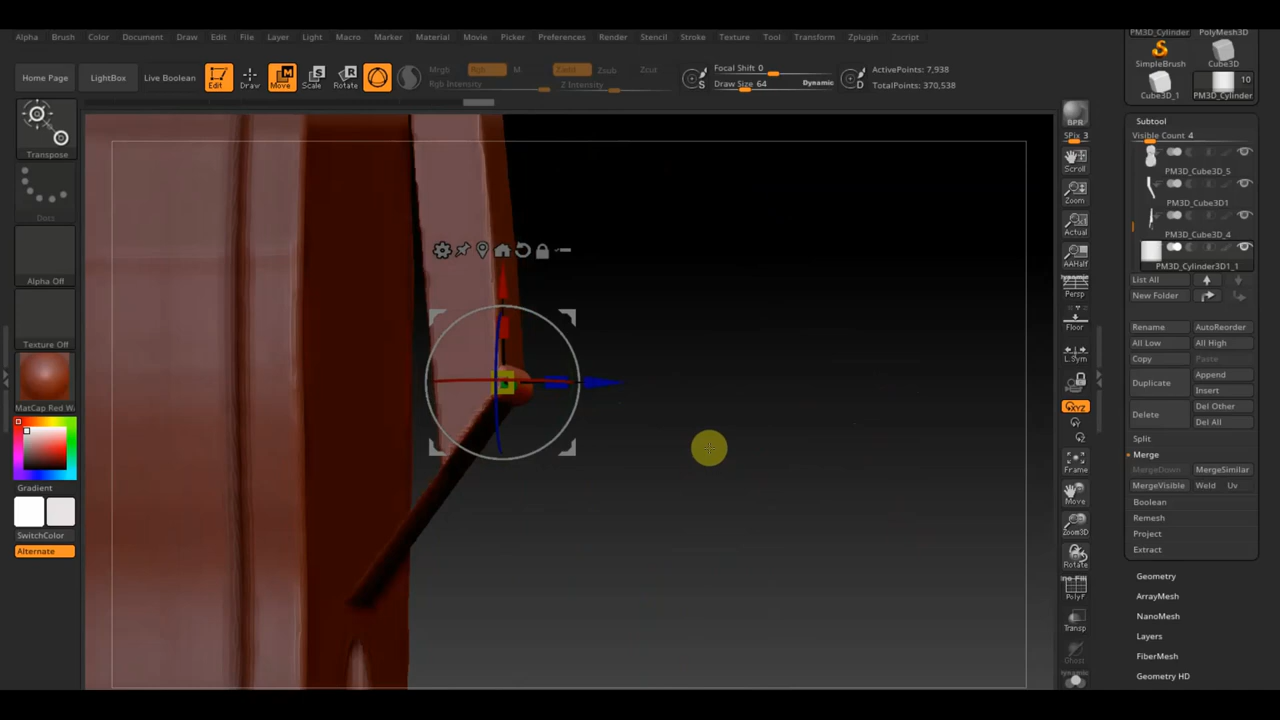 Alpha Brush Color Document Draw Edit File Layer Light Macro Marker Material Movie Picker Preferences Render Stencil Stroke Texture Tool Transform Zplugin Zscript
PM3D_Cylinder PolyMesh3D
SimpleBrush Cube3D
Cube3D_1 10 PM3D_Cylinder
Home Page LightBox Live Boolean Edit Draw Move Scale Rotate
Mrgb Rgb M Zadd Zsub Zcut
Rgb Intensity Z Intensity
Focal Shift 0
Draw Size 64 Dynamic
S D
ActivePoints: 7,938
TotalPoints: 370,538
Transpose
Dots
Alpha Off
Texture Off
MatCap Red Wa
Gradient
SwitchColor
Alternate
BPR
SPix 3
Scroll
Zoom
Actual
AAHalf
Dynamic
Persp
Floor
L.Sym
XYZ
Frame
Move
Zoom3D
Rotate
PolyF
Transp
Ghost
Dynamic
Subtool
Visible Count 4
PM3D_Cube3D_5
PM3D_Cube3D1
PM3D_Cube3D_4
PM3D_Cylinder3D1_1
List All
New Folder
Rename AutoReorder
All Low All High
Copy Paste
Duplicate Append
Insert
Delete Del Other
Del All
Split
Merge
MergeDown MergeSimilar
MergeVisible Weld Uv
Boolean
Remesh
Project
Extract
Geometry
ArrayMesh
NanoMesh
Layers
FiberMesh
Geometry HD